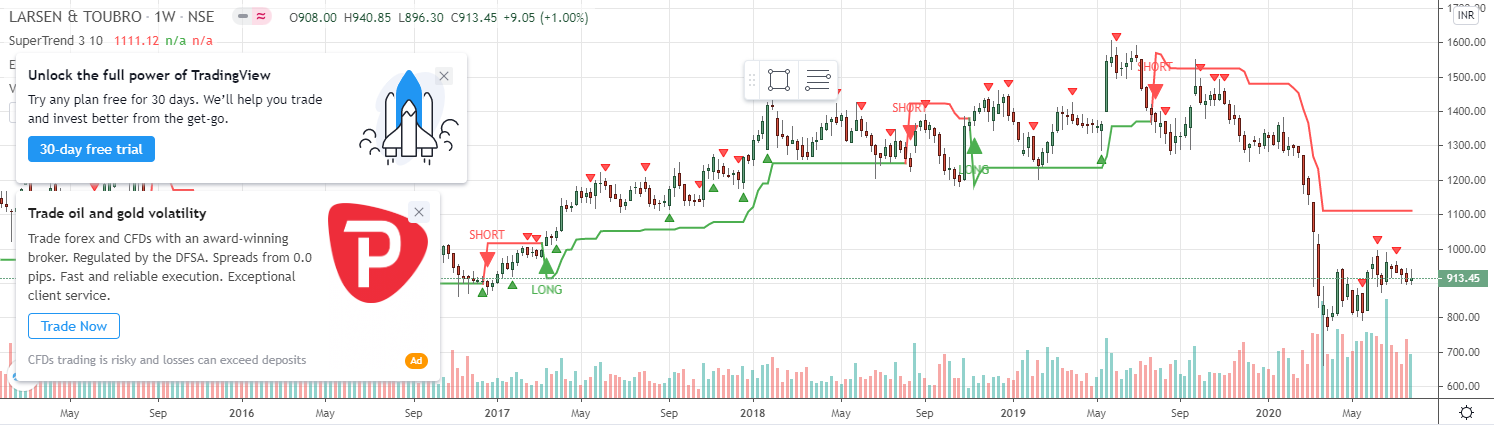 LARSEN & TOUBRO · 1W · NSE O908.00 H940.85 L896.30 C913.45 +9.05 (+1.00%)
SuperTrend 3 10 1111.12 n/a n/a
E
V
Unlock the full power of TradingView
Try any plan free for 30 days. We'll help you trade
and invest better from the get-go.
30-day free trial
Trade oil and gold volatility
Trade forex and CFDs with an award-winning
broker. Regulated by the DFSA. Spreads from 0.0
pips. Fast and reliable execution. Exceptional
client service.
Trade Now
CFDs trading is risky and losses can exceed deposits
Ad
P
SHORT
LONG
SHORT
LONG
SHORT
INR
1600.00
1500.00
1400.00
1300.00
1200.00
1100.00
1000.00
913.45
800.00
700.00
600.00
May Sep 2016 May Sep 2017 May Sep 2018 May Sep 2019 May Sep 2020 May